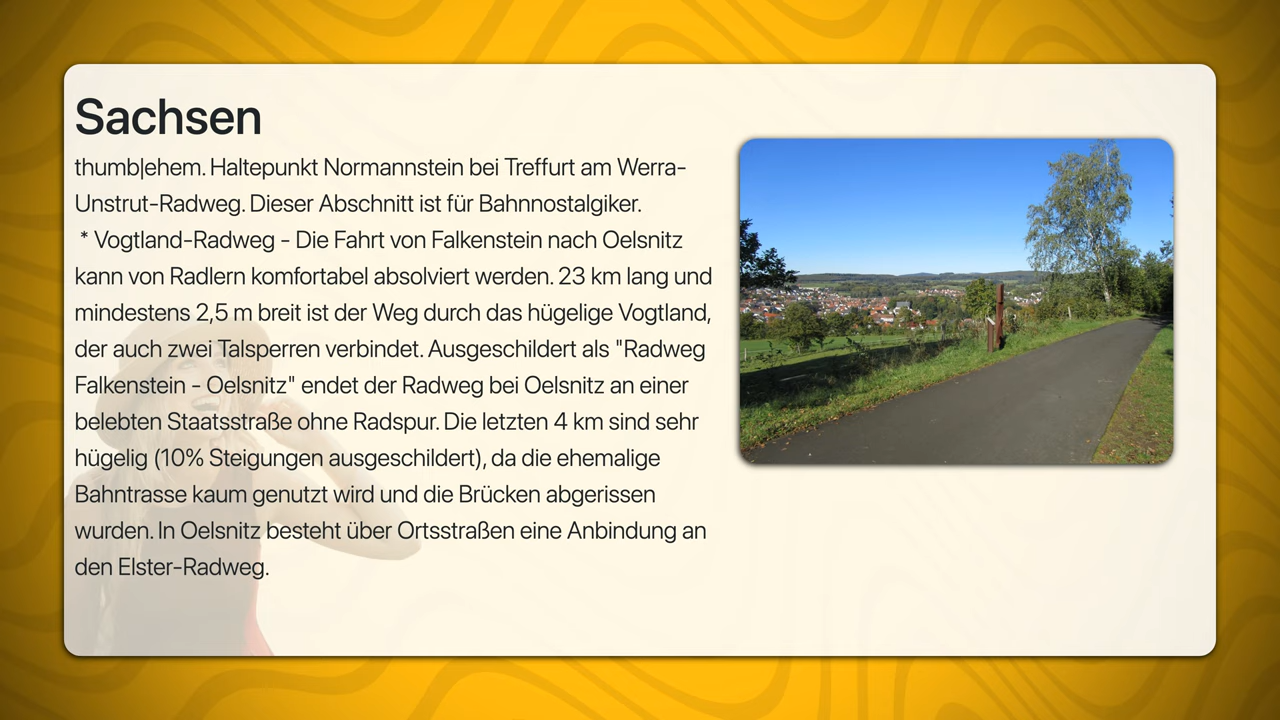 Sachsen
thumb|ehem. Haltepunkt Normannstein bei Treffurt am Werra-
Unstrut-Radweg. Dieser Abschnitt ist für Bahnnostalgiker.
* Vogtland-Radweg - Die Fahrt von Falkenstein nach Oelsnitz
kann von Radlern komfortabel absolviert werden. 23 km lang und
mindestens 2,5 m breit ist der Weg durch das hügelige Vogtland,
der auch zwei Talsperren verbindet. Ausgeschildert als "Radweg
Falkenstein - Oelsnitz" endet der Radweg bei Oelsnitz an einer
belebten Staatsstraße ohne Radspur. Die letzten 4 km sind sehr
hügelig (10% Steigungen ausgeschildert), da die ehemalige
Bahntrasse kaum genutzt wird und die Brücken abgerissen
wurden. In Oelsnitz besteht über Ortsstraßen eine Anbindung an
den Elster-Radweg.